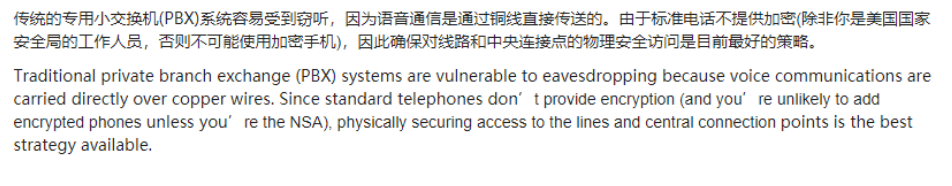 传统的专用小交换机(PBX)系统容易受到窃听，因为语音通信是通过铜线直接传送的。由于标准电话不提供加密(除非你是美国国家
安全局的工作人员，否则不可能使用加密手机)，因此确保对线路和中央连接点的物理安全访问是目前最好的策略。
Traditional private branch exchange (PBX) systems are vulnerable to eavesdropping because voice communications are
carried directly over copper wires. Since standard telephones don’t provide encryption (and you’re unlikely to add
encrypted phones unless you’re the NSA), physically securing access to the lines and central connection points is the best
strategy available.